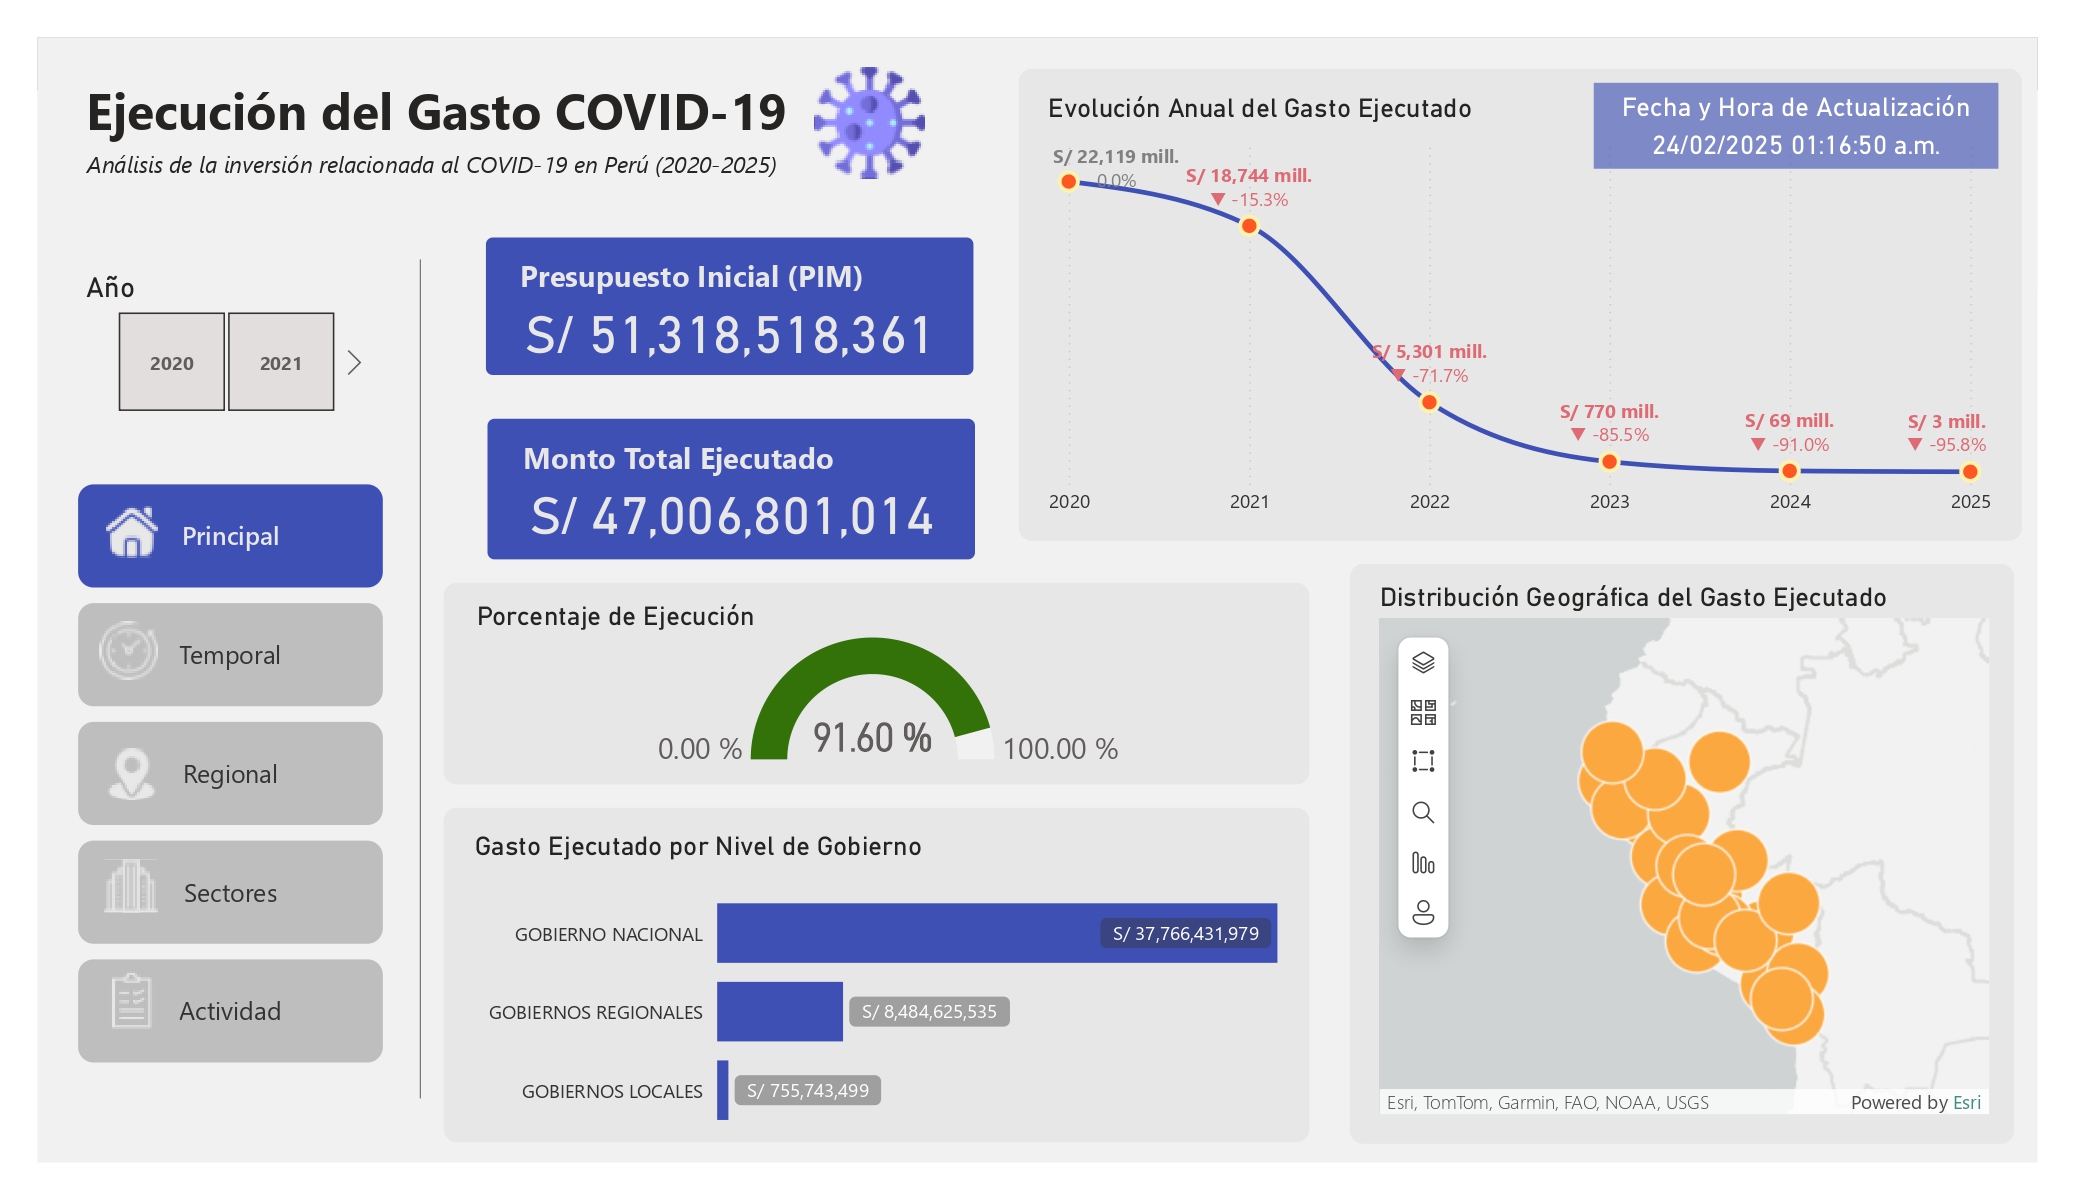 Ejecución del Gasto COVID-19
Análisis de la inversión relacionada al COVID-19 en Perú (2020-2025)
Año
2020
2021
Principal
Temporal
Regional
Sectores
Actividad
Presupuesto Inicial (PIM)
S/ 51,318,518,361
Monto Total Ejecutado
S/ 47,006,801,014
Evolución Anual del Gasto Ejecutado
Fecha y Hora de Actualización
24/02/2025 01:16:50 a.m.
S/ 22,119 mill.
0.0%
S/ 18,744 mill.
▼ -15.3%
S/ 5,301 mill.
▼ -71.7%
S/ 770 mill.
▼ -85.5%
S/ 69 mill.
▼ -91.0%
S/ 3 mill.
▼ -95.8%
2020
2021
2022
2023
2024
2025
Porcentaje de Ejecución
0.00 %
91.60 %
100.00 %
Gasto Ejecutado por Nivel de Gobierno
GOBIERNO NACIONAL
S/ 37,766,431,979
GOBIERNOS REGIONALES
S/ 8,484,625,535
GOBIERNOS LOCALES
S/ 755,743,499
Distribución Geográfica del Gasto Ejecutado
Esri, TomTom, Garmin, FAO, NOAA, USGS
Powered by Esri